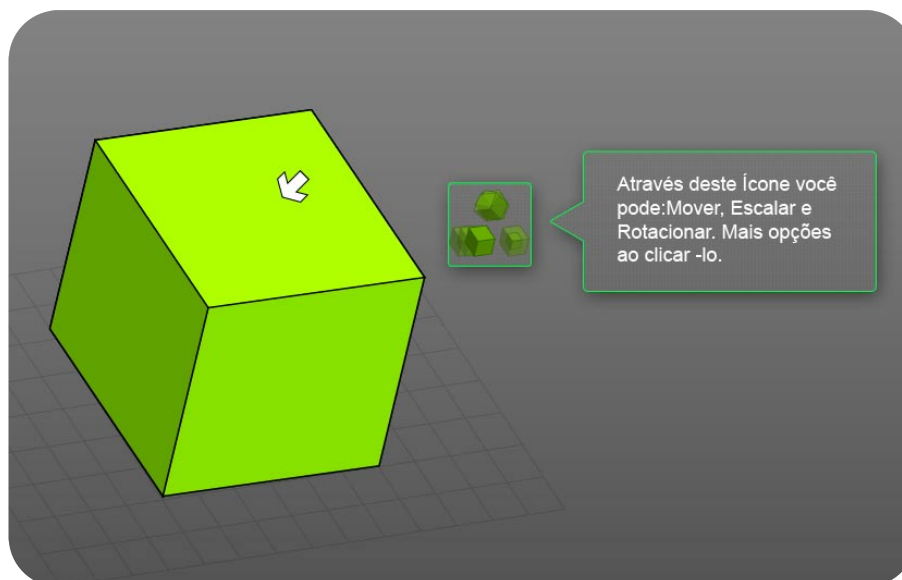 Através deste Ícone você
pode:Mover, Escalar e
Rotacionar. Mais opções
ao clicar -lo.